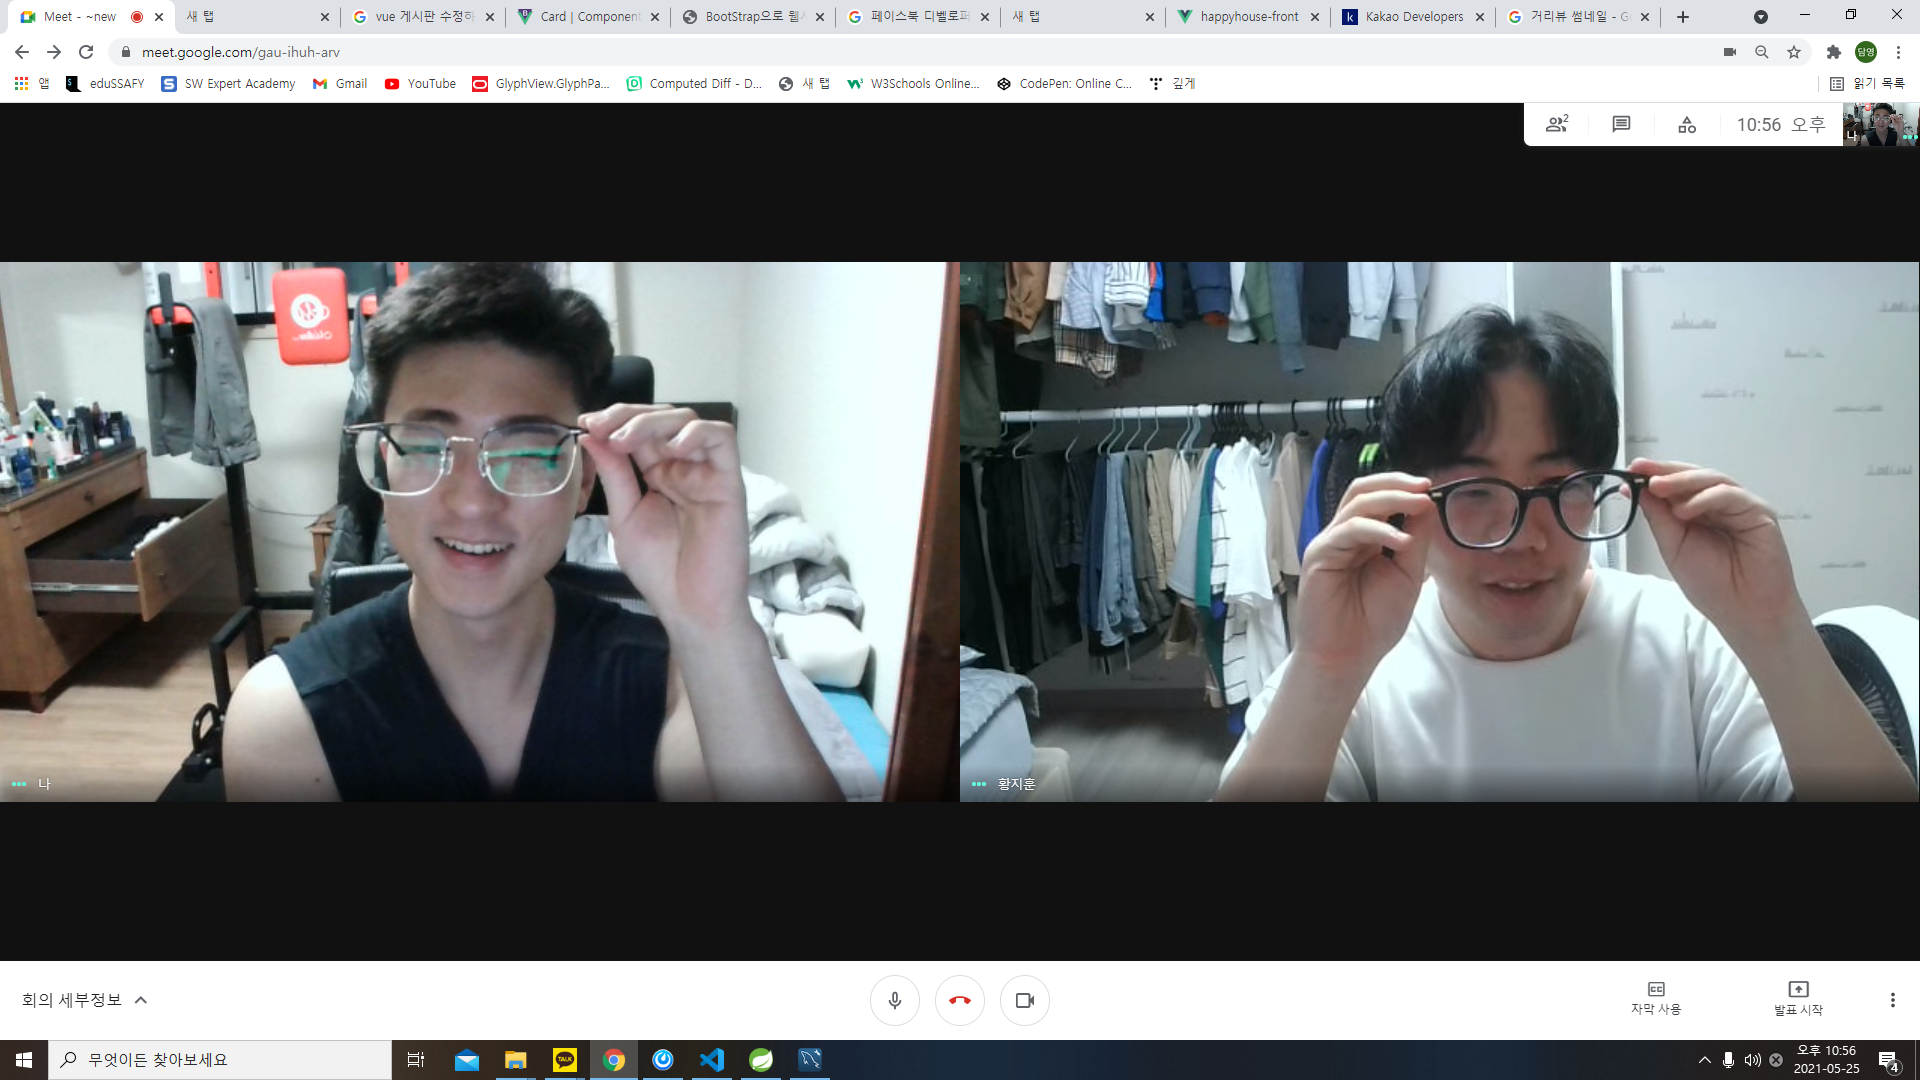 Meet - ~new
새 탭
vue 게시판 수정하
Card | Component
BootStrap으로 웹
페이스북 디벨로퍼
새 탭
happyhouse-front
Kakao Developers
거리뷰 썸네일 - G
meet.google.com/gau-ihuh-arv
담영
앱
eduSSAFY
SW Expert Academy
Gmail
YouTube
GlyphView.GlyphPa...
Computed Diff - D...
새 탭
W3Schools Online...
CodePen: Online C...
깊게
읽기 목록
2
10:56 오후
나
나
황지훈
회의 세부정보
자막 사용
발표 시작
무엇이든 찾아보세요
TALK
오후 10:56
2021-05-25
4